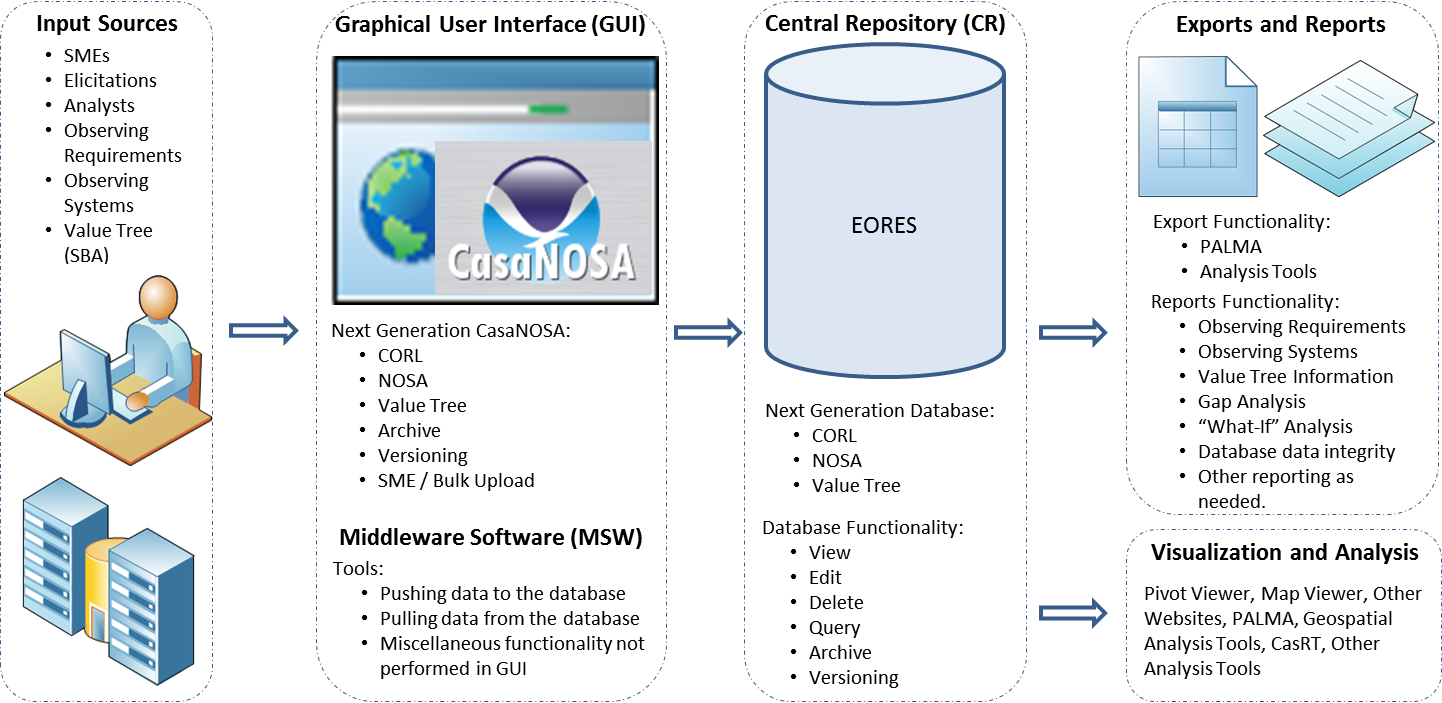 Input Sources
• SMEs
• Elicitations
• Analysts
• Observing
Requirements
• Observing
Systems
• Value Tree
(SBA)
Graphical User Interface (GUI)
CasaNOSA
Next Generation CasaNOSA:
• CORL
• NOSA
• Value Tree
• Archive
• Versioning
• SME / Bulk Upload
Middleware Software (MSW)
Tools:
• Pushing data to the database
• Pulling data from the database
• Miscellaneous functionality not
performed in GUI
Central Repository (CR)
EORES
Next Generation Database:
• CORL
• NOSA
• Value Tree
Database Functionality:
• View
• Edit
• Delete
• Query
• Archive
• Versioning
Exports and Reports
Export Functionality:
• PALMA
• Analysis Tools
Reports Functionality:
• Observing Requirements
• Observing Systems
• Value Tree Information
• Gap Analysis
• “What-If” Analysis
• Database data integrity
• Other reporting as
needed.
Visualization and Analysis
Pivot Viewer, Map Viewer, Other
Websites, PALMA, Geospatial
Analysis Tools, CasRT, Other
Analysis Tools